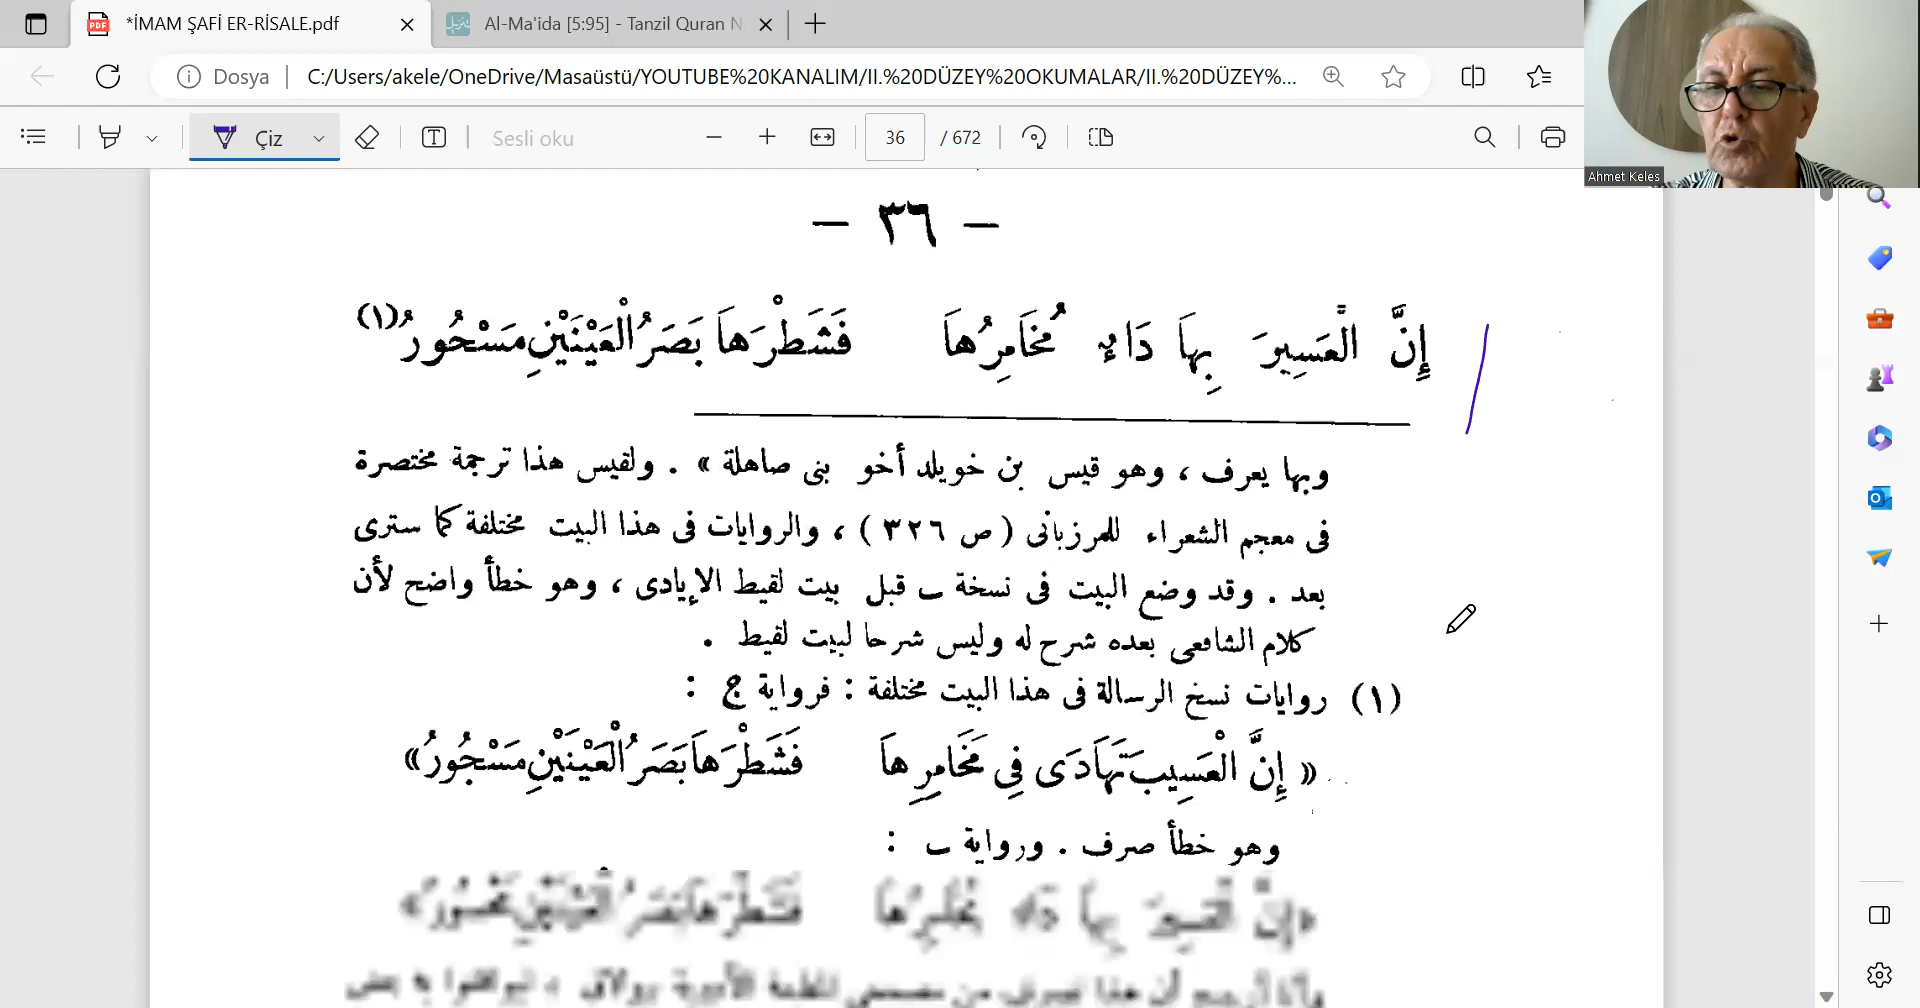 *İMAM ŞAFİ ER-RİSALE.pdf
Al-Ma'ida [5:95] - Tanzil Quran N
Dosya
C:/Users/akele/OneDrive/Masaüstü/YOUTUBE%20KANALIM/II.%20DÜZEY%20OKUMALAR/II.%20DÜZEY%...
Çiz
Sesli oku
36 / 672
Ahmet Keles
— ٣٦ —
إِنَّ الْعَسِيرَ بِهَا دَاءٌ مُخَامِرُهَا فَشَطْرَهَا بَصَرُ الْعَيْنَيْنِ مَسْحُورُ (١)
وبها يعرف ، وهو قيس بن خويلد أخو بنى صاهلة » . ولقيس هذا ترجمة مختصرة
فى معجم الشعراء للمرزبانى ( ص ٣٢٦ ) ، والروايات فى هذا البيت مختلفة كما سترى
بعد . وقد وضع البيت فى نسخة ب قبل بيت لقيط الإيادى ، وهو خطأ واضح لأن
كلام الشافعى بعده شرح له وليس شرحا لبيت لقيط .
(١) روايات نسخ الرسالة فى هذا البيت مختلفة : فرواية ج :
« إِنَّ الْعَسِيبَ تَهَادَى فِى مَخَامِرِهَا فَشَطْرَهَا بَصَرُ الْعَيْنَيْنِ مَسْجُورُ »
وهو خطأ صرف . ورواية ب :